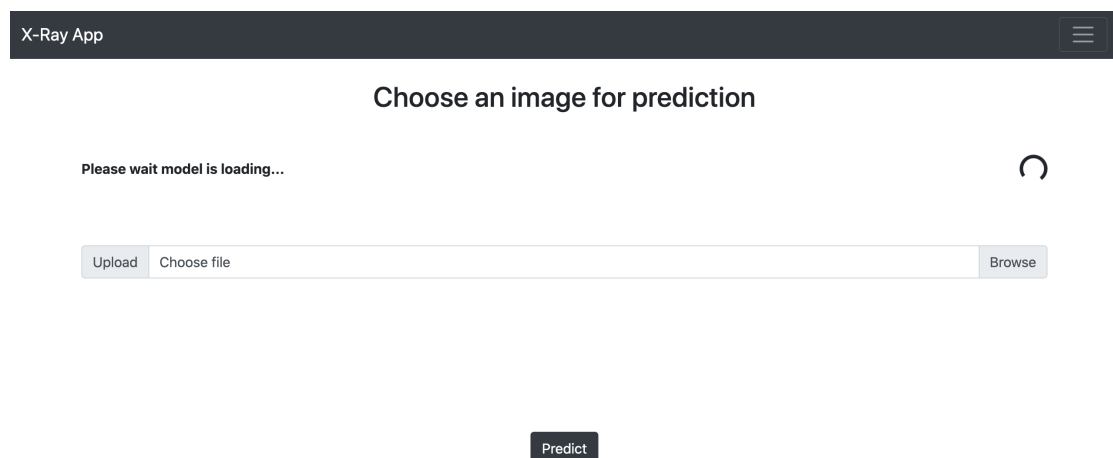 X-Ray App
Choose an image for prediction
Please wait model is loading...
Upload Choose file Browse
Predict